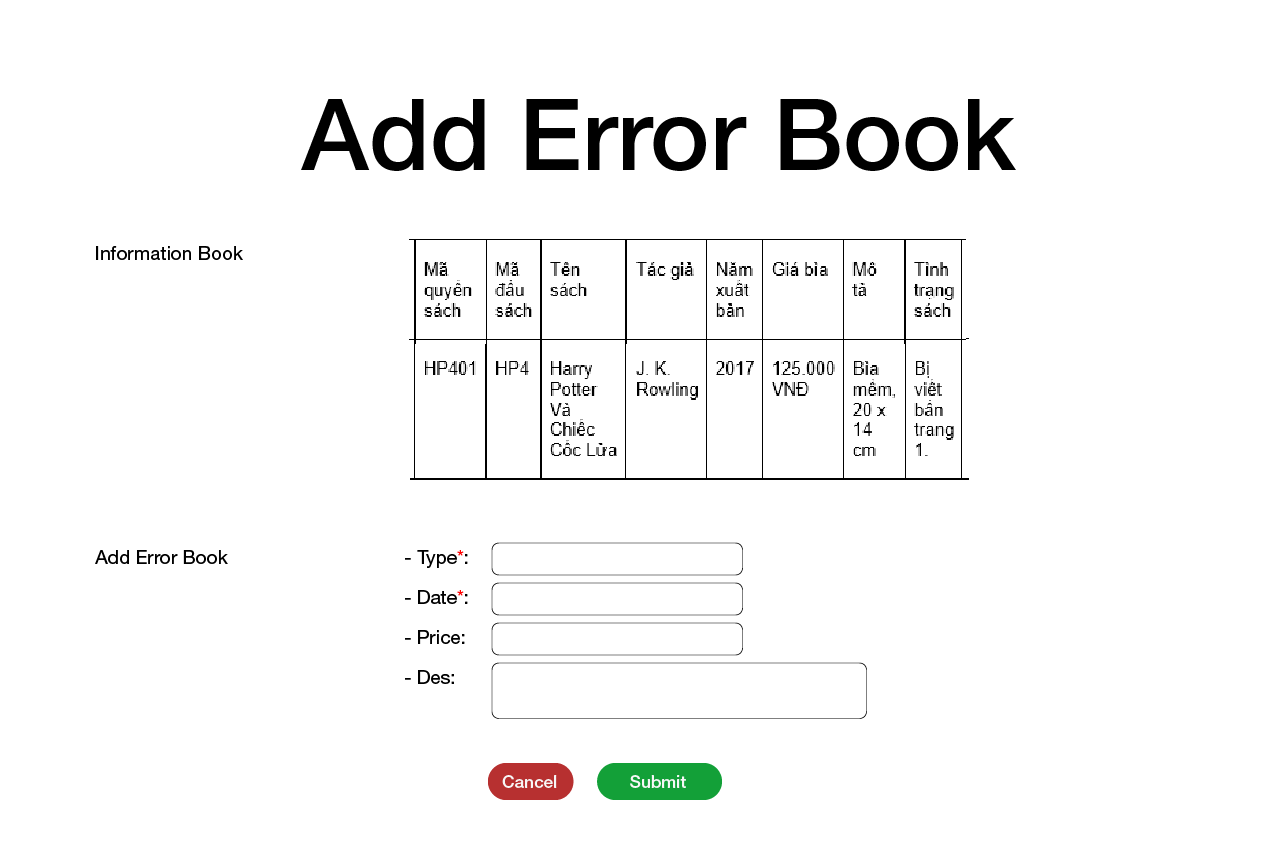 Add Error Book
Information Book
Mã quyển sách
Mã đầu sách
Tên sách
Tác giả
Năm xuất bản
Giá bìa
Mô tả
Tình trạng sách
HP401
HP4
Harry Potter Và Chiếc Cốc Lửa
J. K. Rowling
2017
125.000 VNĐ
Bìa mềm, 20 x 14 cm
Bị viết bẩn trang 1.
Add Error Book
- Type*:
- Date*:
- Price:
- Des:
Cancel
Submit